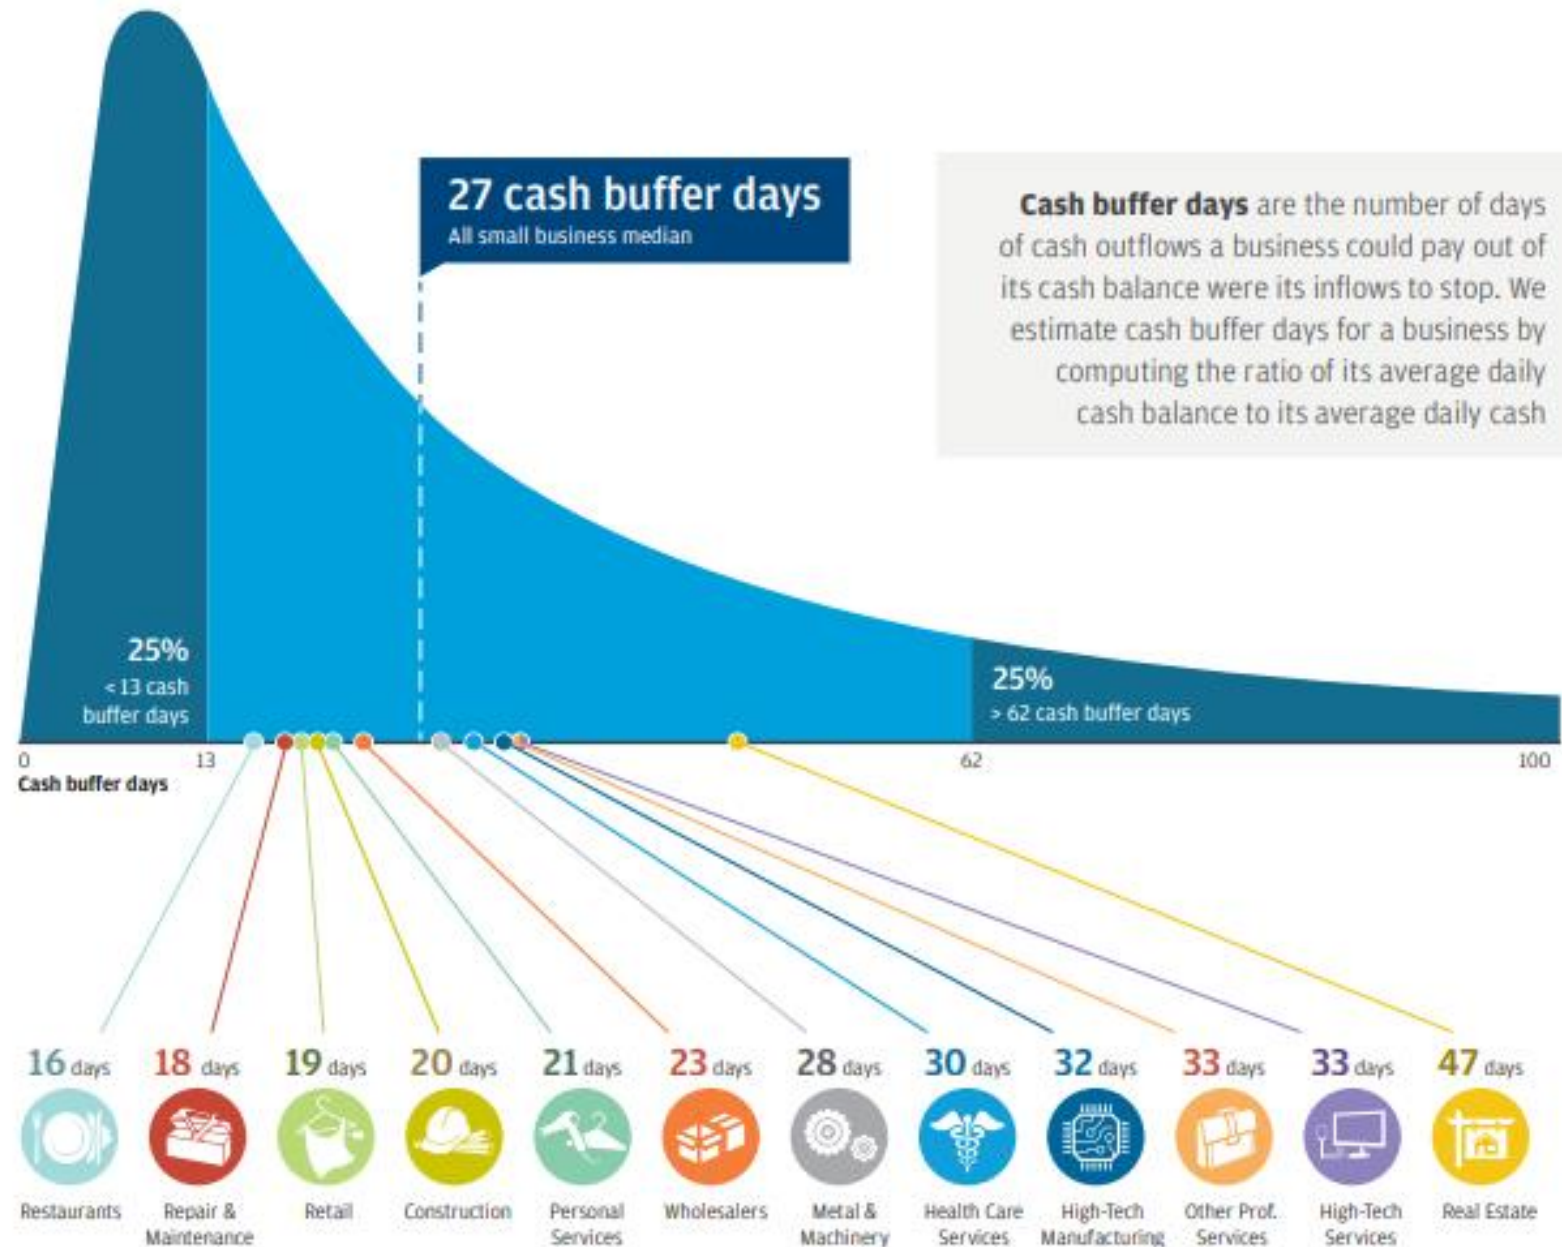 27 cash buffer days
All small business median
Cash buffer days are the number of days
of cash outflows a business could pay out of
its cash balance were its inflows to stop. We
estimate cash buffer days for a business by
computing the ratio of its average daily
cash balance to its average daily cash
25%
< 13 cash
buffer days
25%
> 62 cash buffer days
0
13
62
100
Cash buffer days
16 days
18 days
19 days
20 days
21 days
23 days
28 days
30 days
32 days
33 days
33 days
47 days
Restaurants
Repair &
Maintenance
Retail
Construction
Personal
Services
Wholesalers
Metal &
Machinery
Health Care
Services
High-Tech
Manufacturing
Other Prof.
Services
High-Tech
Services
Real Estate